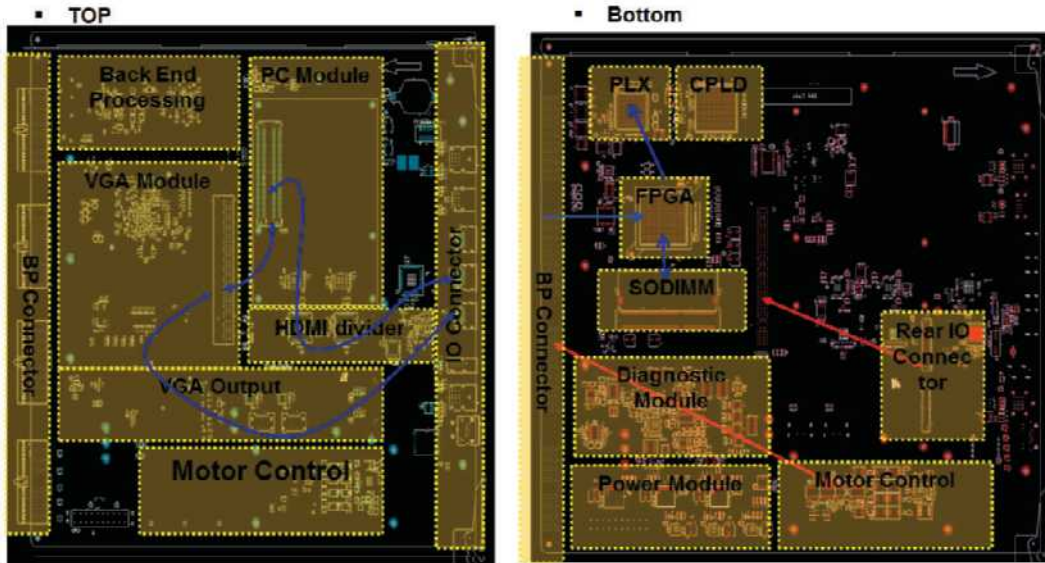 ▪ TOP
Back End
Processing
PC Module
VGA Module
BP Connector
IO Connector
HDMI divider
VGA Output
Motor Control
▪ Bottom
PLX
CPLD
FPGA
SODIMM
BP Connector
Rear IO
Connec
tor
Diagnostic
Module
Power Module
Motor Control